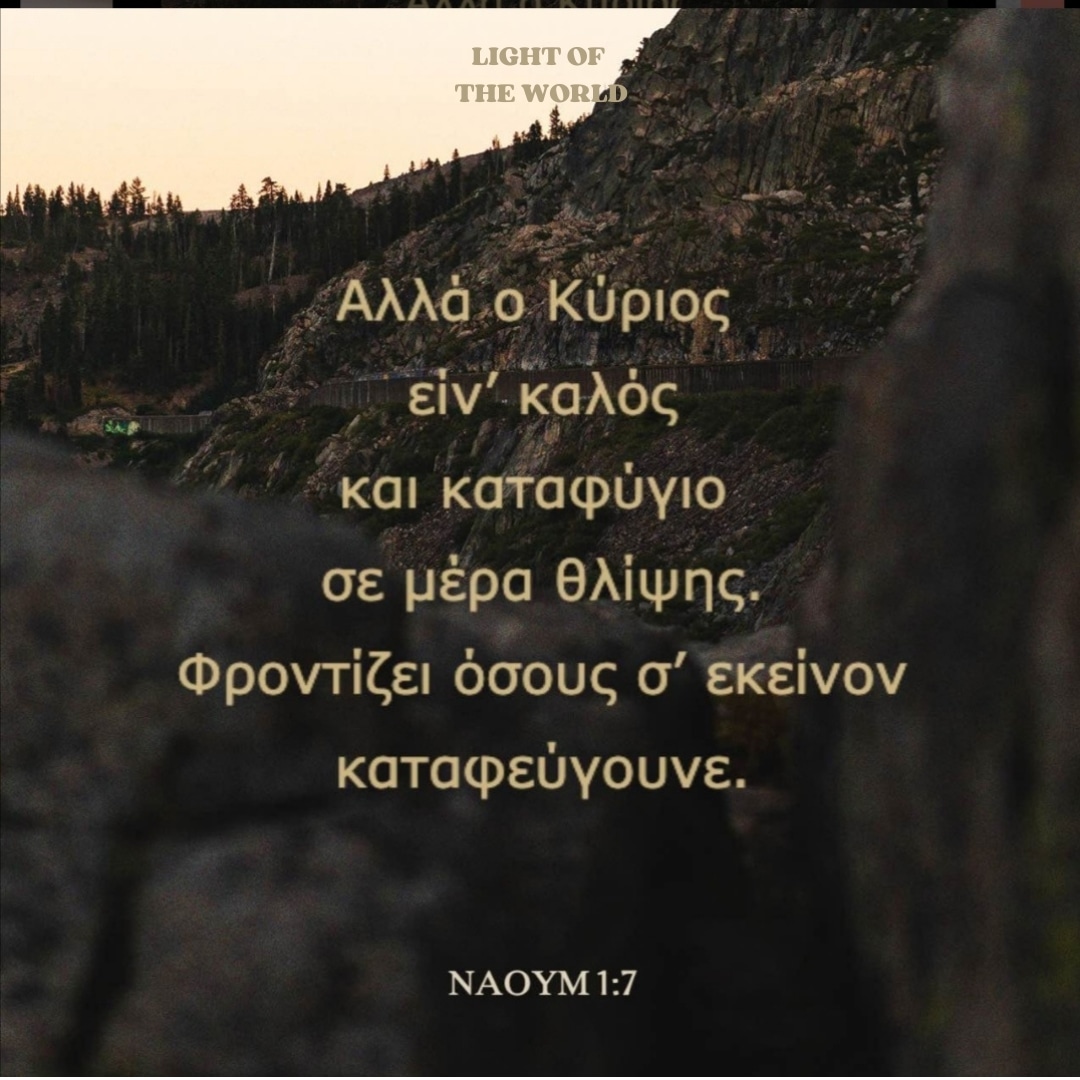 LIGHT OF
THE WORLD
Αλλά ο Κύριος
είν’ καλός
και καταφύγιο
σε μέρα θλίψης.
Φροντίζει όσους σ’ εκείνον
καταφεύγουνε.
ΝΑΟΥΜ 1:7